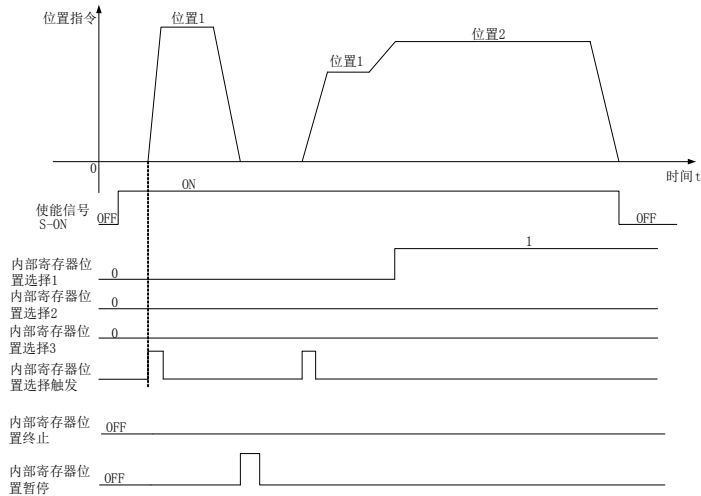 位置指令
位置1
位置1
位置2
0
时间t
使能信号
S-ON
OFF
ON
OFF
内部寄存器位
置选择1
0
1
内部寄存器位
置选择2
0
内部寄存器位
置选择3
0
内部寄存器位
置选择触发
内部寄存器位
置终止
OFF
内部寄存器位
置暂停
OFF